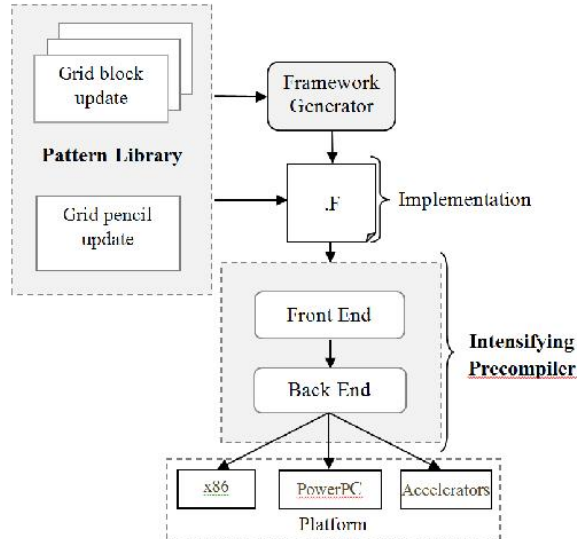 Grid block
update
Framework
Generator
Pattern Library
.F
Implementation
Grid pencil
update
Front End
Intensifying
Precompiler
Back End
x86
PowerPC
Accelerators
Platform